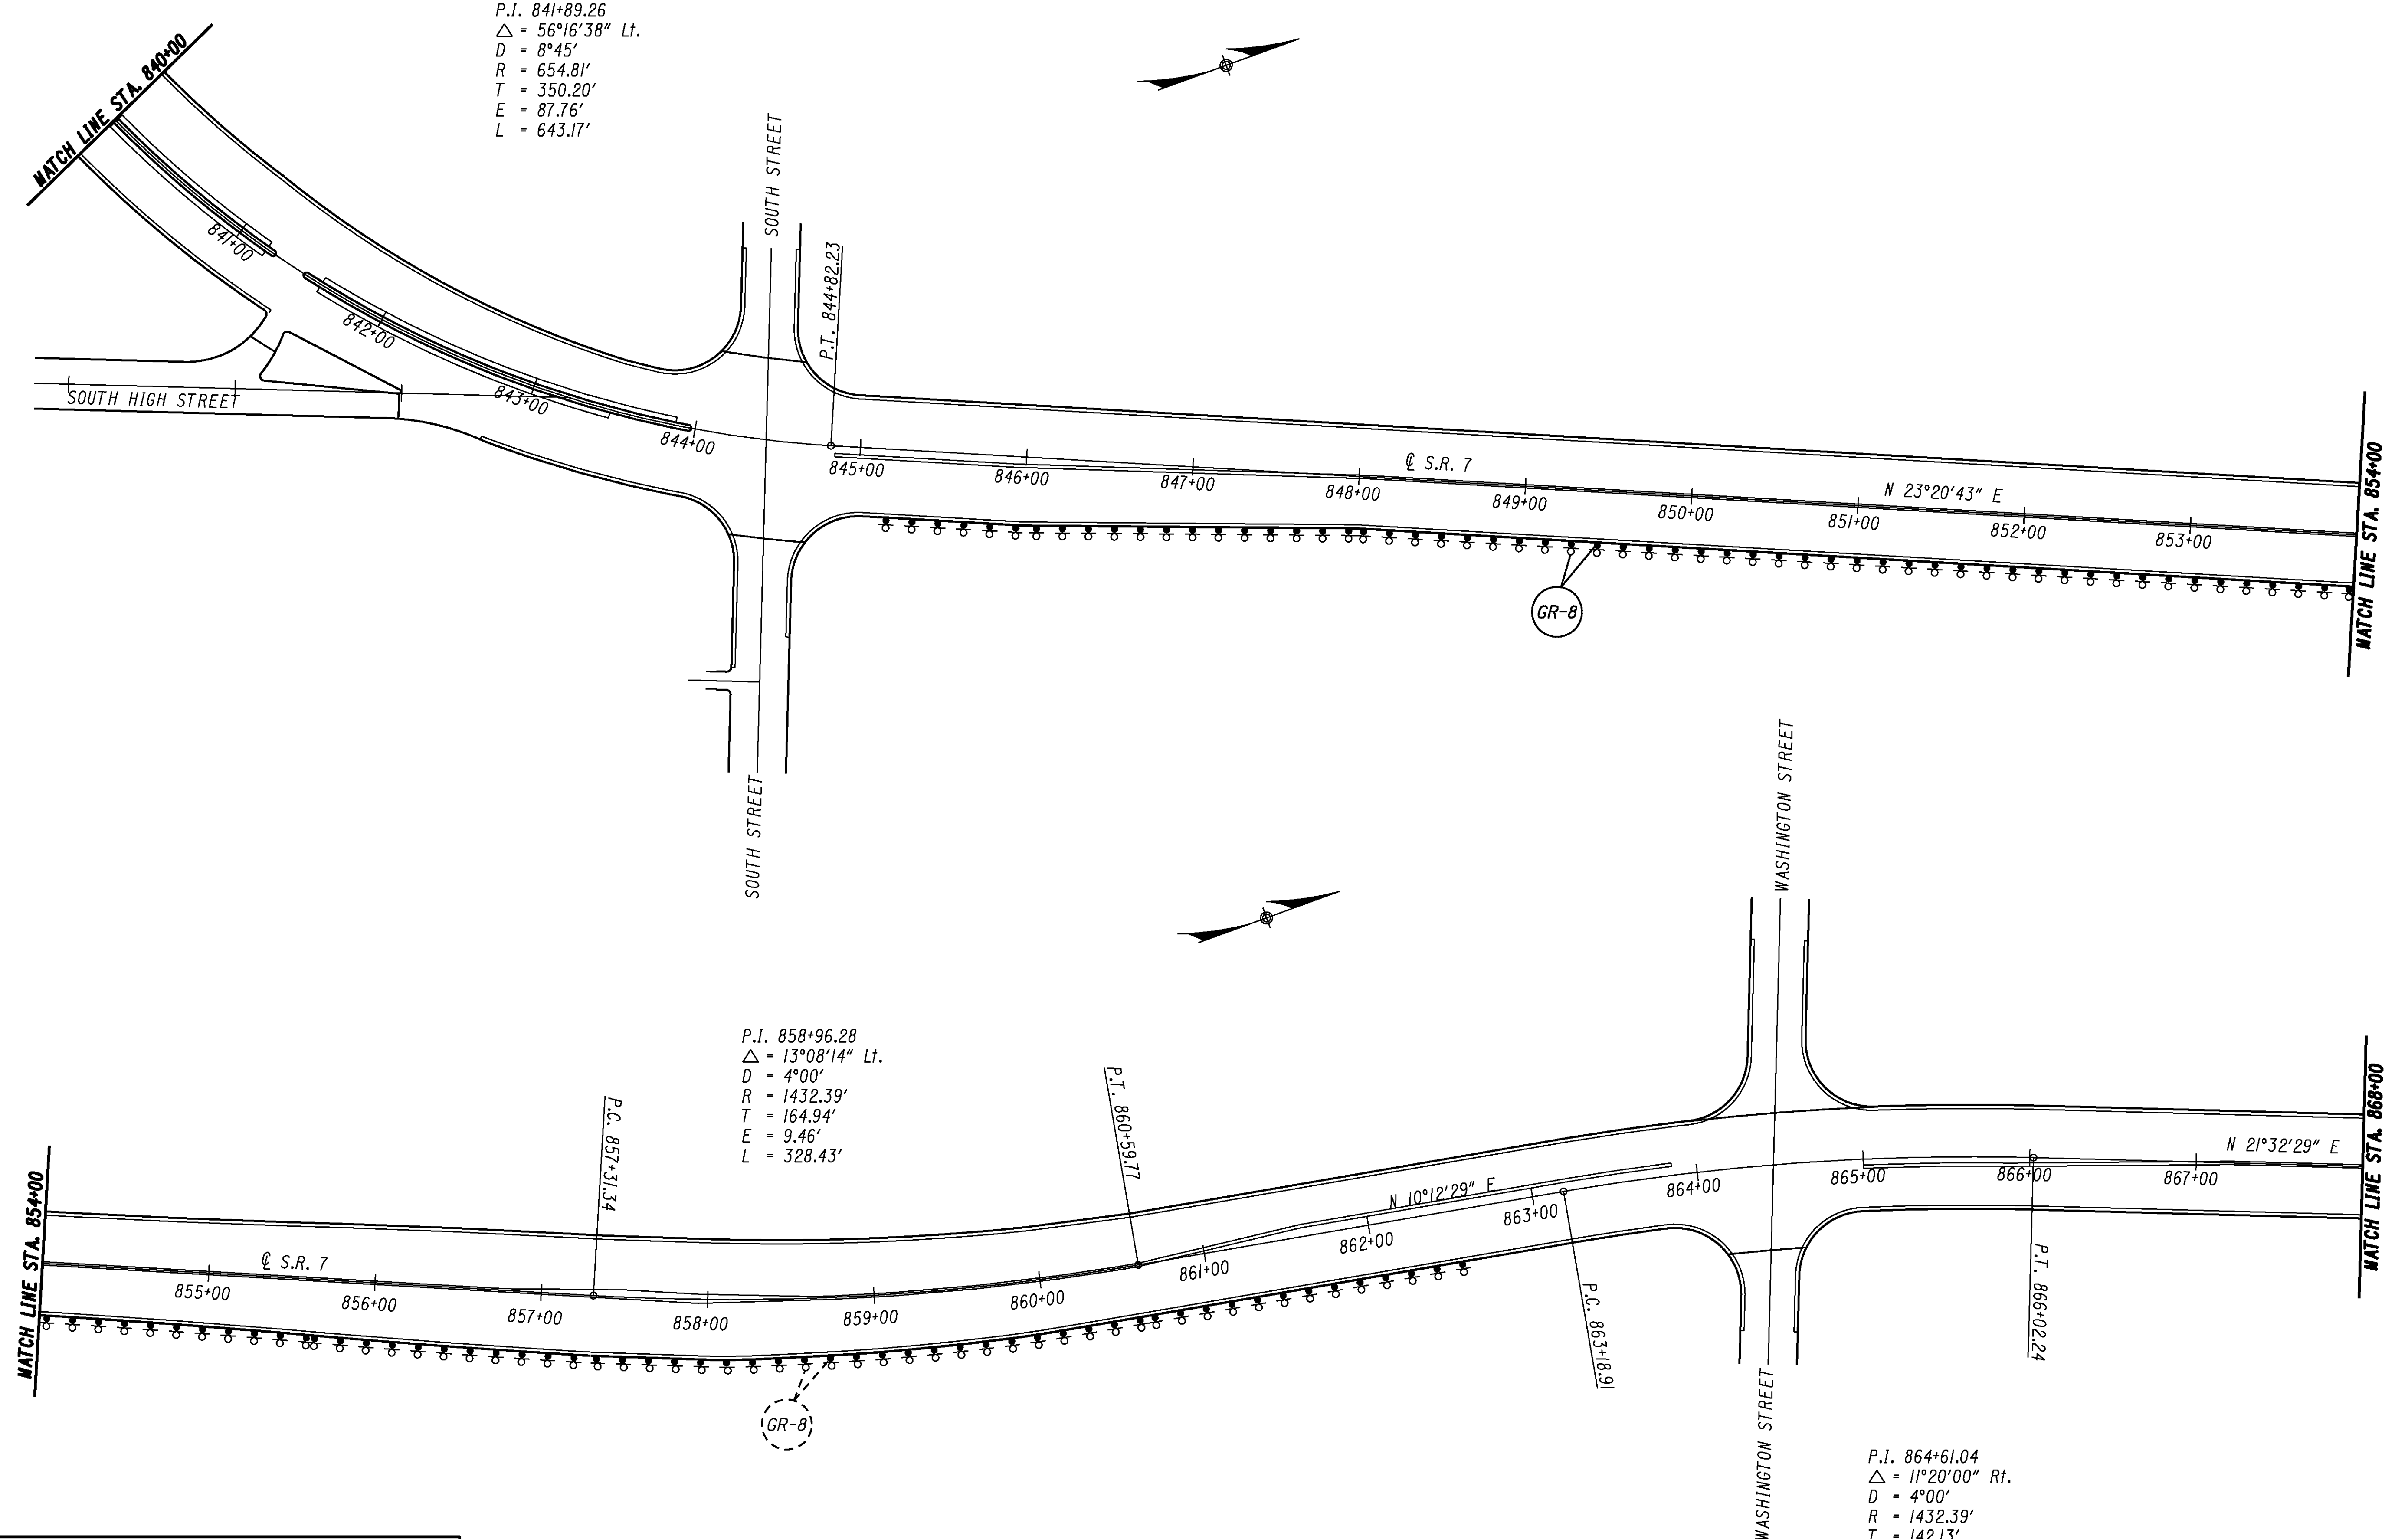 P.I. 841+89.26
△ = 56°16'38" Lt.
D = 8°45'
R = 654.81'
T = 350.20'
E = 87.76'
L = 643.17'
MATCH LINE STA. 840+00
841+00
842+00
843+00
844+00
SOUTH HIGH STREET
SOUTH STREET
P.T. 844+82.23
845+00
846+00
847+00
848+00
℄ S.R. 7
849+00
850+00
851+00
N 23°20'43" E
852+00
853+00
MATCH LINE STA. 854+00
GR-8
SOUTH STREET
WASHINGTON STREET
P.I. 858+96.28
△ = 13°08'14" Lt.
D = 4°00'
R = 1432.39'
T = 164.94'
E = 9.46'
L = 328.43'
MATCH LINE STA. 854+00
℄ S.R. 7
855+00
856+00
857+00
P.C. 857+31.34
858+00
859+00
860+00
P.T. 860+59.77
861+00
862+00
N 10°12'29" E
863+00
P.C. 863+18.91
864+00
865+00
866+00
P.T. 866+02.24
867+00
N 21°32'29" E
MATCH LINE STA. 868+00
GR-8
WASHINGTON STREET
P.I. 864+61.04
△ = 11°20'00" Rt.
D = 4°00'
R = 1432.39'
T = 142.13'